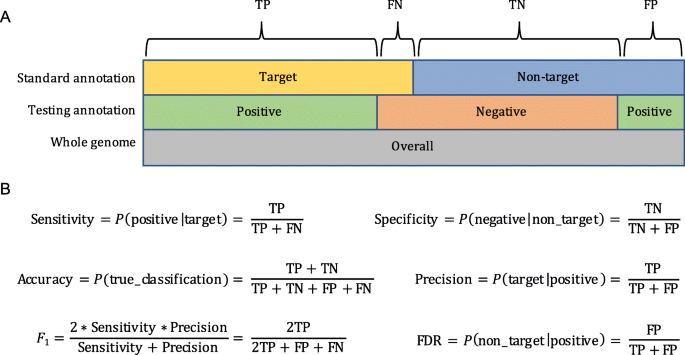 A
TP FN TN FP
Standard annotation Target Non-target
Testing annotation Positive Negative Positive
Whole genome Overall
B
Sensitivity = P(positive|target) = TP / (TP + FN)
Specificity = P(negative|non_target) = TN / (TN + FP)
Accuracy = P(true_classification) = (TP + TN) / (TP + TN + FP + FN)
Precision = P(target|positive) = TP / (TP + FP)
F₁ = (2 ∗ Sensitivity ∗ Precision) / (Sensitivity + Precision) = 2TP / (2TP + FP + FN)
FDR = P(non_target|positive) = FP / (TP + FP)